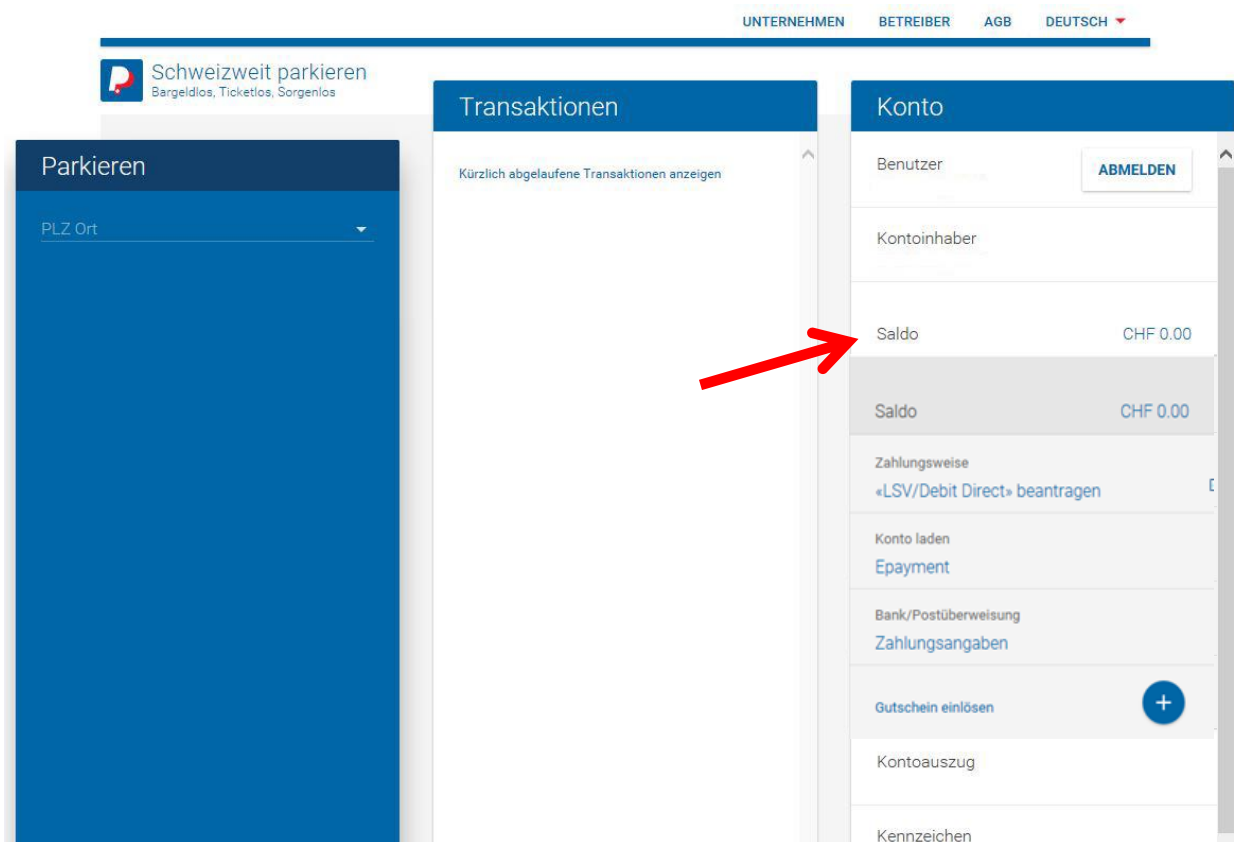 UNTERNEHMEN BETREIBER AGB DEUTSCH
Schweizweit parkieren
Bargeldlos, Ticketlos, Sorgenlos
Parkieren
PLZ Ort
Transaktionen
Kürzlich abgelaufene Transaktionen anzeigen
Konto
Benutzer
ABMELDEN
Kontoinhaber
Saldo CHF 0.00
Saldo CHF 0.00
Zahlungsweise
«LSV/Debit Direct» beantragen
Konto laden
Epayment
Bank/Postüberweisung
Zahlungsangaben
Gutschein einlösen +
Kontoauszug
Kennzeichen